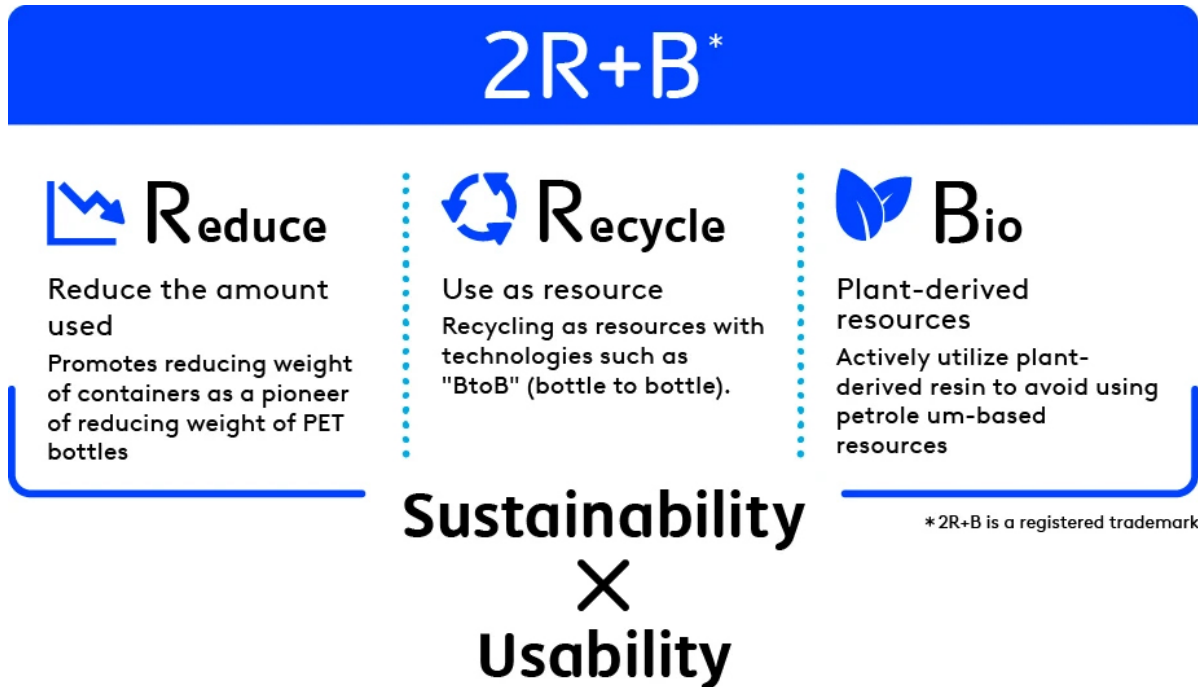 2R+B*
Reduce
Reduce the amount
used
Promotes reducing weight
of containers as a pioneer
of reducing weight of PET
bottles
Recycle
Use as resource
Recycling as resources with
technologies such as
"BtoB" (bottle to bottle).
Bio
Plant-derived
resources
Actively utilize plant-
derived resin to avoid using
petrole um-based
resources
*2R+B is a registered trademark
Sustainability
×
Usability